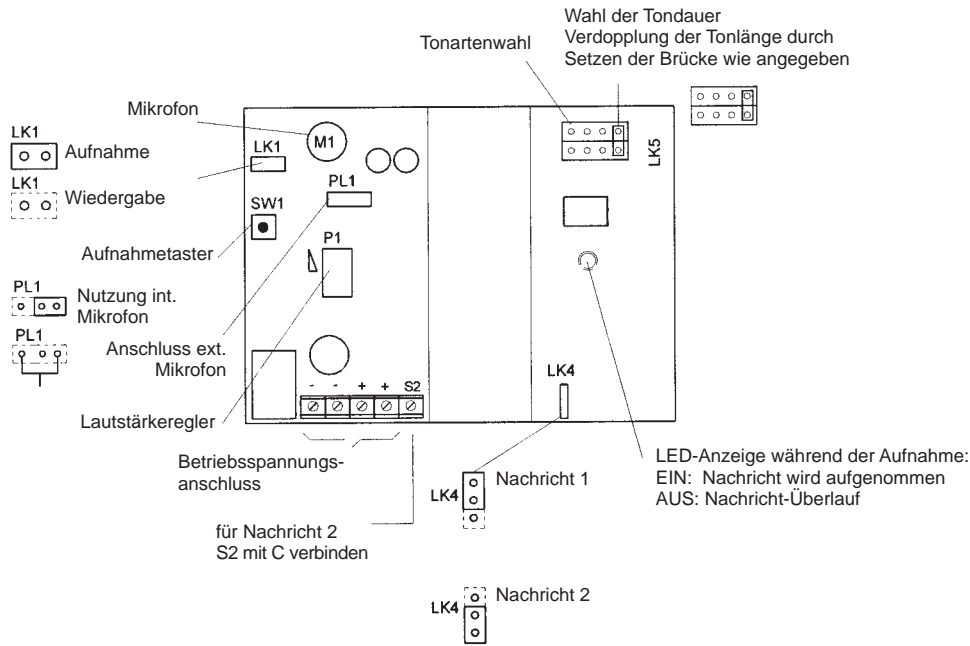 Wahl der Tondauer
Verdopplung der Tonlänge durch
Setzen der Brücke wie angegeben
Tonartenwahl
Mikrofon
LK1
Aufnahme
LK1
Wiedergabe
M1
LK1
PL1
SW1
P1
LK5
Aufnahmetaster
PL1
Nutzung int.
Mikrofon
PL1
Anschluss ext.
Mikrofon
Lautstärkeregler
- - + + S2
LK4
Betriebsspannungs-
anschluss
für Nachricht 2
S2 mit C verbinden
LED-Anzeige während der Aufnahme:
EIN: Nachricht wird aufgenommen
AUS: Nachricht-Überlauf
Nachricht 1
LK4
Nachricht 2
LK4